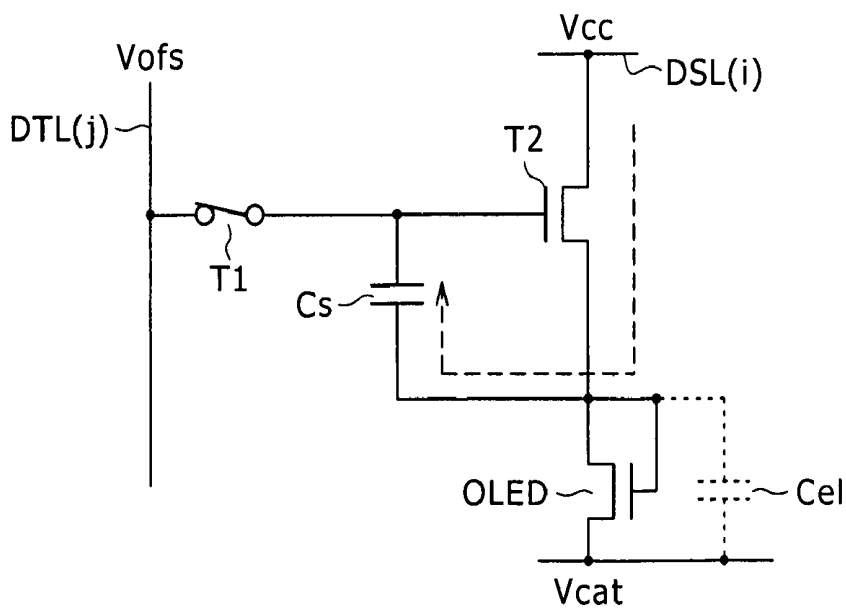 Vcc
Vofs
DSL(i)
DTL(j)
T2
T1
Cs
OLED
Cel
Vcat